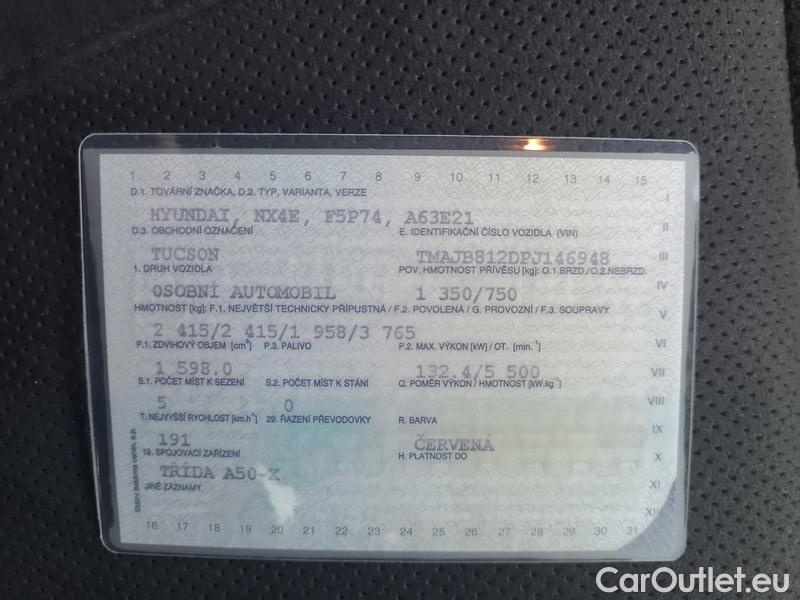 1 2 3 4 5 6 7 8 9 10 11 12 13 14 15
D.1. TOVÁRNÍ ZNAČKA, D.2. TYP, VARIANTA, VERZE
I
HYUNDAI, NX4E, F5P74, A63E21
D.3. OBCHODNÍ OZNAČENÍ E. IDENTIFIKAČNÍ ČÍSLO VOZIDLA (VIN)
II
TUCSON TMAJB812DPJ146948
III
1. DRUH VOZIDLA POV. HMOTNOST PŘÍVĚSU [kg]: O.1 BRZD./O.2. NEBRZD.
OSOBNÍ AUTOMOBIL 1 350/750
IV
HMOTNOST [kg]: F.1. NEJVĚTŠÍ TECHNICKY PŘÍPUSTNÁ / F.2. POVOLENÁ / G. PROVOZNÍ / F.3. SOUPRAVY
V
2 415/2 415/1 958/3 765
P.1. ZDVIHOVÝ OBJEM [cm³] P.3. PALIVO P.2. MAX. VÝKON [kW] / OT. [min.⁻¹]
VI
1 598.0 132.4/5 500
VII
S.1. POČET MÍST K SEZENÍ S.2. POČET MÍST K STÁNÍ Q. POMĚR VÝKON / HMOTNOST [kW.kg⁻¹]
5 0
VIII
T. NEJVYŠŠÍ RYCHLOST [km.h⁻¹] 29. ŘAZENÍ PŘEVODOVKY R. BARVA
IX
191 ČERVENÁ
19. SPOJOVACÍ ZAŘÍZENÍ H. PLATNOST DO
X
TŘÍDA A50-X
JINÉ ZÁZNAMY
XI
XII
16 17 18 19 20 21 22 23 24 25 26 27 28 29 30 31
Státní tiskárna cenin, s.p.
CarOutlet.eu